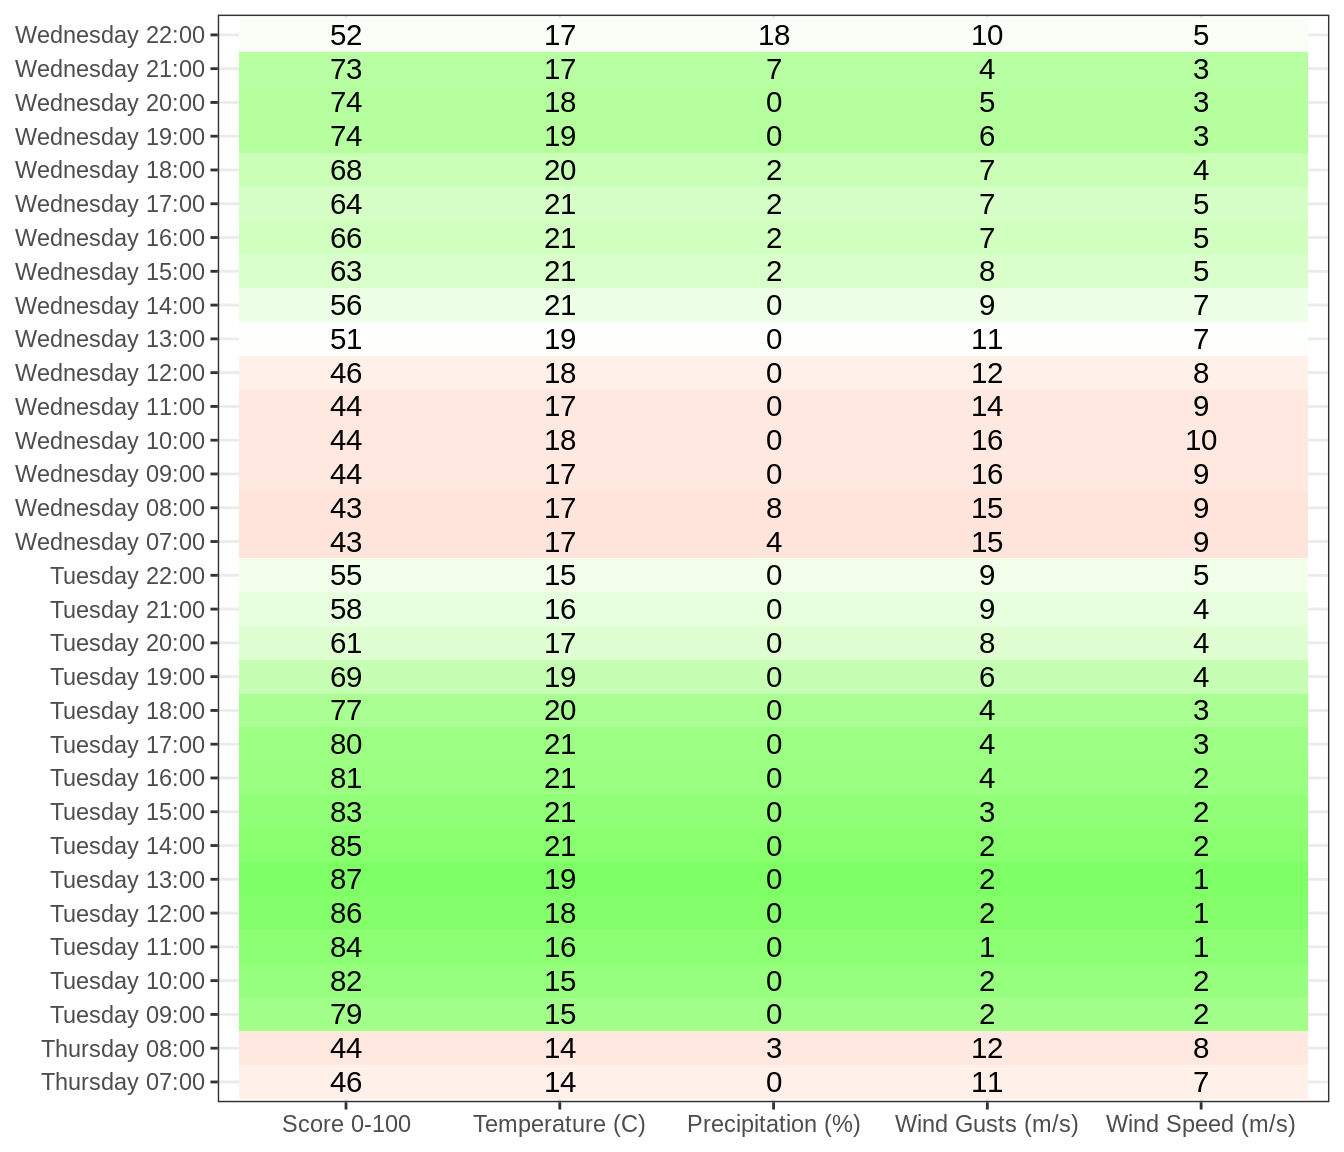 Wednesday 22:00 52 17 18 10 5
Wednesday 21:00 73 17 7 4 3
Wednesday 20:00 74 18 0 5 3
Wednesday 19:00 74 19 0 6 3
Wednesday 18:00 68 20 2 7 4
Wednesday 17:00 64 21 2 7 5
Wednesday 16:00 66 21 2 7 5
Wednesday 15:00 63 21 2 8 5
Wednesday 14:00 56 21 0 9 7
Wednesday 13:00 51 19 0 11 7
Wednesday 12:00 46 18 0 12 8
Wednesday 11:00 44 17 0 14 9
Wednesday 10:00 44 18 0 16 10
Wednesday 09:00 44 17 0 16 9
Wednesday 08:00 43 17 8 15 9
Wednesday 07:00 43 17 4 15 9
Tuesday 22:00 55 15 0 9 5
Tuesday 21:00 58 16 0 9 4
Tuesday 20:00 61 17 0 8 4
Tuesday 19:00 69 19 0 6 4
Tuesday 18:00 77 20 0 4 3
Tuesday 17:00 80 21 0 4 3
Tuesday 16:00 81 21 0 4 2
Tuesday 15:00 83 21 0 3 2
Tuesday 14:00 85 21 0 2 2
Tuesday 13:00 87 19 0 2 1
Tuesday 12:00 86 18 0 2 1
Tuesday 11:00 84 16 0 1 1
Tuesday 10:00 82 15 0 2 2
Tuesday 09:00 79 15 0 2 2
Thursday 08:00 44 14 3 12 8
Thursday 07:00 46 14 0 11 7
Score 0-100 Temperature (C) Precipitation (%) Wind Gusts (m/s) Wind Speed (m/s)